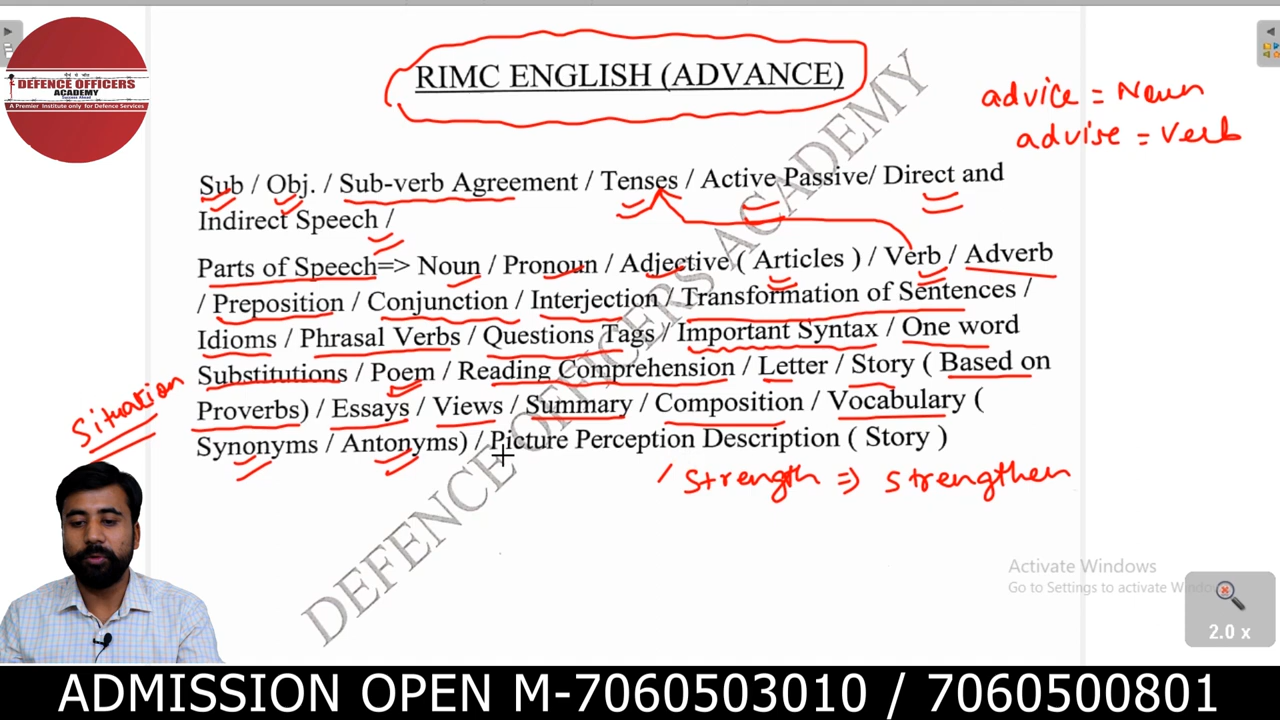 DEFENCE OFFICERS
ACADEMY
Success Ahead
A Premier Institute only for Defence Services
RIMC ENGLISH (ADVANCE)
advice = Noun
advise = Verb
Sub / Obj. / Sub-verb Agreement / Tenses / Active Passive/ Direct and
Indirect Speech /
Parts of Speech=> Noun / Pronoun / Adjective ( Articles ) / Verb / Adverb
/ Preposition / Conjunction / Interjection / Transformation of Sentences /
Idioms / Phrasal Verbs / Questions Tags / Important Syntax / One word
Substitutions / Poem / Reading Comprehension / Letter / Story ( Based on
Proverbs) / Essays / Views / Summary / Composition / Vocabulary (
Synonyms / Antonyms) / Picture Perception Description ( Story )
Situation
/ Strength => Strengthen
DEFENCE OFFICERS ACADEMY
Activate Windows
Go to Settings to activate Windows
2.0 x
ADMISSION OPEN M-7060503010 / 7060500801